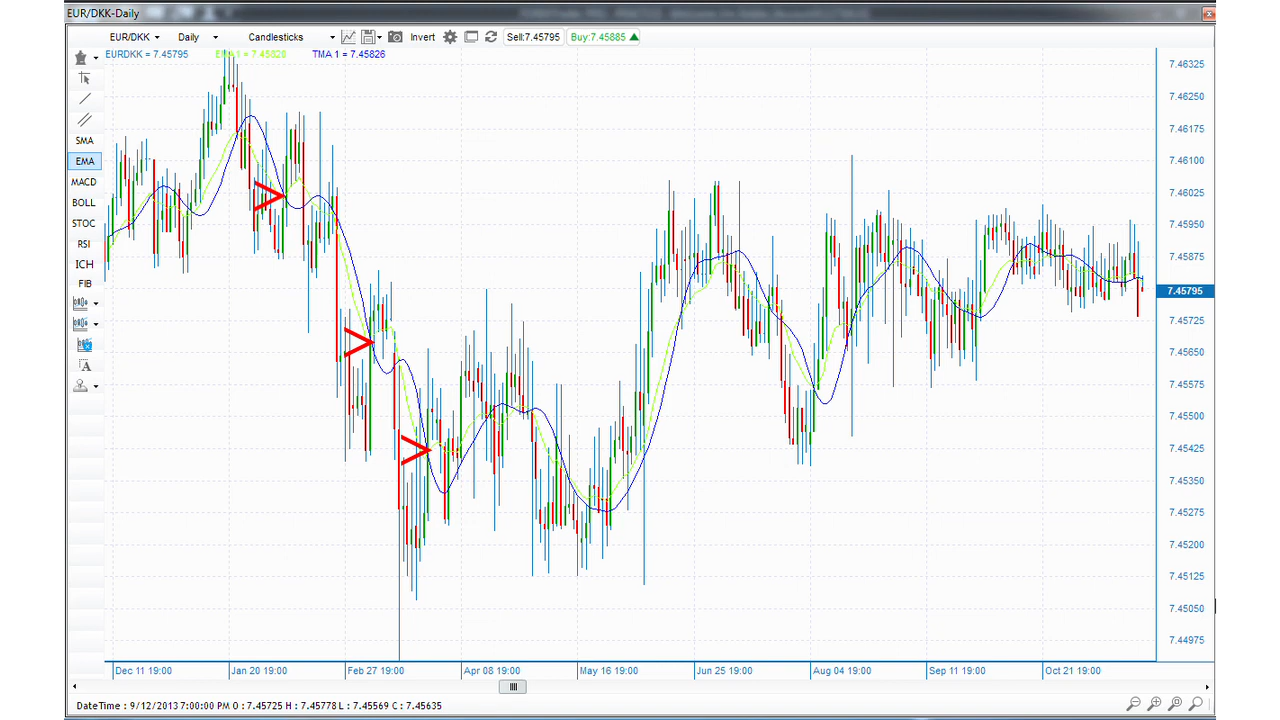 EUR/DKK-Daily
EUR/DKK Daily Candlesticks Invert Sell:7.45795 Buy:7.45885
EURDKK = 7.45795 EMA 1 = 7.45820 TMA 1 = 7.45826
SMA
EMA
MACD
BOLL
STOC
RSI
ICH
FIB
A
7.46325
7.46250
7.46175
7.46100
7.46025
7.45950
7.45875
7.45795
7.45725
7.45650
7.45575
7.45500
7.45425
7.45350
7.45275
7.45200
7.45125
7.45050
7.44975
Dec 11 19:00 Jan 20 19:00 Feb 27 19:00 Apr 08 19:00 May 16 19:00 Jun 25 19:00 Aug 04 19:00 Sep 11 19:00 Oct 21 19:00
DateTime : 9/12/2013 7:00:00 PM O : 7.45725 H : 7.45778 L : 7.45569 C : 7.45635